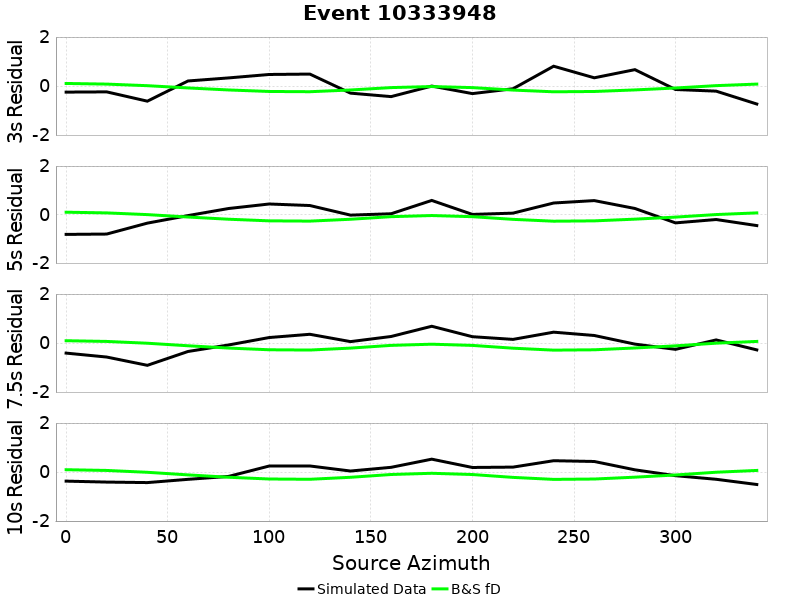 Event 10333948
2
0
-2
3s Residual
2
0
-2
5s Residual
2
0
-2
7.5s Residual
2
0
-2
10s Residual
0 50 100 150 200 250 300
Source Azimuth
Simulated Data B&S fD